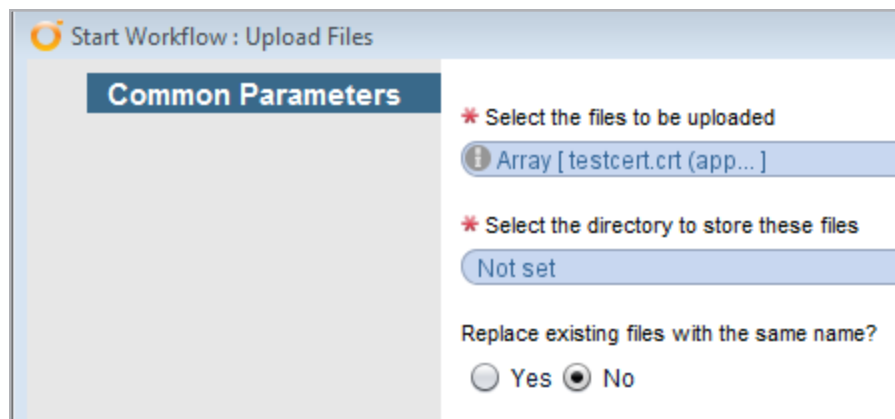 Start Workflow : Upload Files
Common Parameters
* Select the files to be uploaded
Array [ testcert.crt (app... ]
* Select the directory to store these files
Not set
Replace existing files with the same name?
Yes No